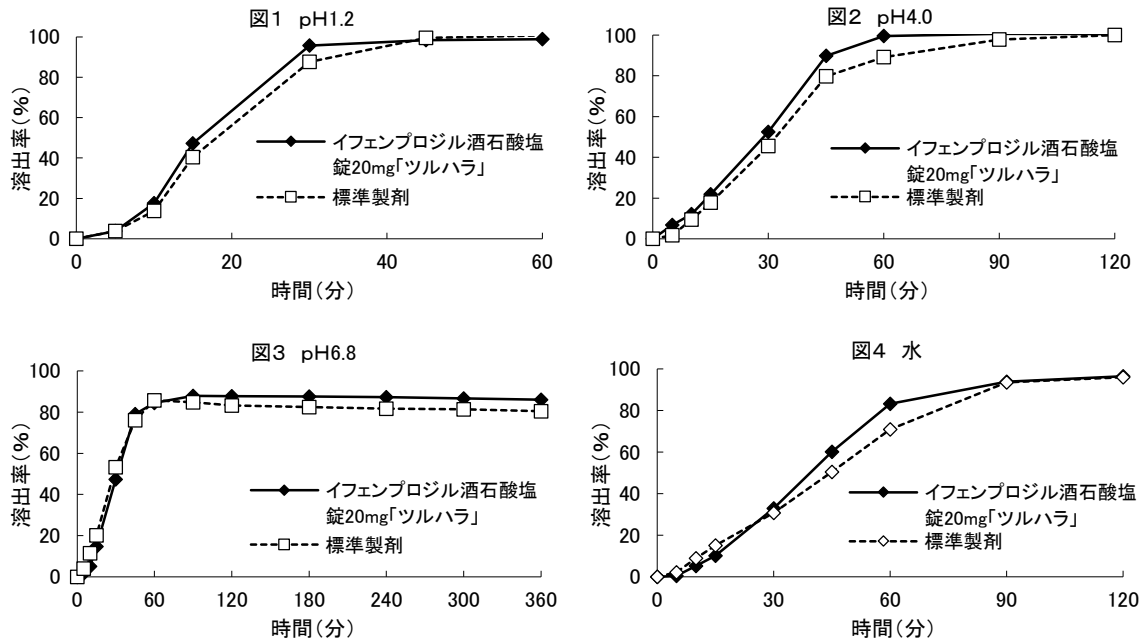 図1 pH1.2
100
80
60
40
20
0
溶出率(%)
0 20 40 60
時間(分)
イフェンプロジル酒石酸塩
錠20mg「ツルハラ」
標準製剤
図2 pH4.0
100
80
60
40
20
0
溶出率(%)
0 30 60 90 120
時間(分)
イフェンプロジル酒石酸塩
錠20mg「ツルハラ」
標準製剤
図3 pH6.8
100
80
60
40
20
0
溶出率(%)
0 60 120 180 240 300 360
時間(分)
イフェンプロジル酒石酸塩
錠20mg「ツルハラ」
標準製剤
図4 水
100
80
60
40
20
0
溶出率(%)
0 30 60 90 120
時間(分)
イフェンプロジル酒石酸塩
錠20mg「ツルハラ」
標準製剤